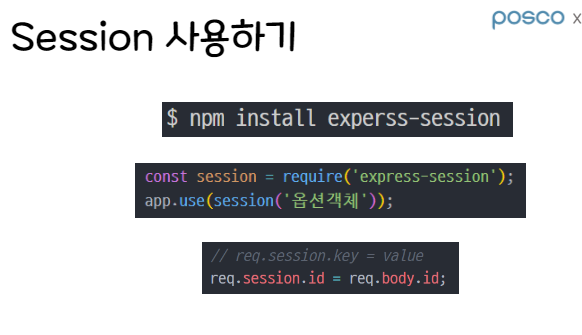 Session 사용하기
posco x
$ npm install experss-session
const session = require('express-session');
app.use(session('옵션객체'));
// req.session.key = value
req.session.id = req.body.id;